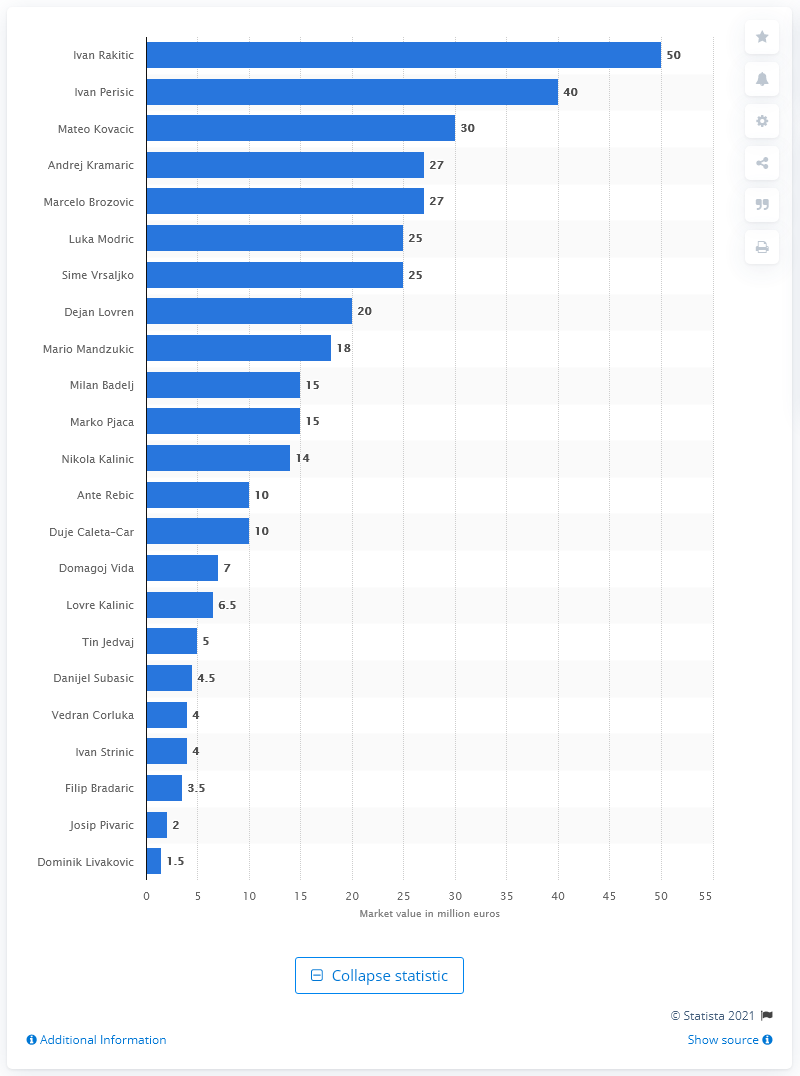 Ivan Rakitic 50
Ivan Perisic 40
Mateo Kovacic 30
Andrej Kramaric 27
Marcelo Brozovic 27
Luka Modric 25
Sime Vrsaljko 25
Dejan Lovren 20
Mario Mandzukic 18
Milan Badelj 15
Marko Pjaca 15
Nikola Kalinic 14
Ante Rebic 10
Duje Caleta-Car 10
Domagoj Vida 7
Lovre Kalinic 6.5
Tin Jedvaj 5
Danijel Subasic 4.5
Vedran Corluka 4
Ivan Strinic 4
Filip Bradaric 3.5
Josip Pivaric 2
Dominik Livakovic 1.5
0 5 10 15 20 25 30 35 40 45 50 55
Market value in million euros
Collapse statistic
© Statista 2021
Additional Information Show source